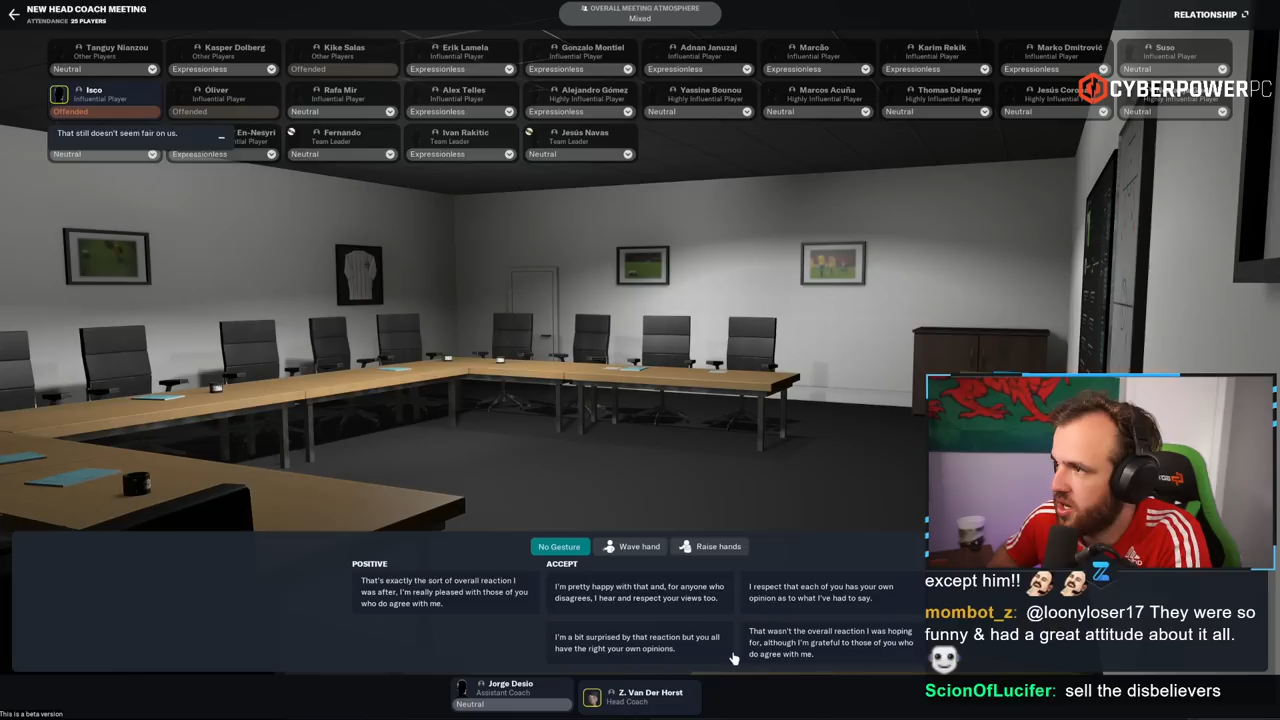 NEW HEAD COACH MEETING
ATTENDANCE 25 PLAYERS
OVERALL MEETING ATMOSPHERE
Mixed
RELATIONSHIP
Tanguy Nianzou
Other Players
Neutral
Kasper Dolberg
Other Players
Expressionless
Kike Salas
Other Players
Offended
Erik Lamela
Influential Player
Expressionless
Gonzalo Montiel
Influential Player
Expressionless
Adnan Januzaj
Influential Player
Expressionless
Marcão
Influential Player
Expressionless
Karim Rekik
Influential Player
Expressionless
Marko Dmitrović
Influential Player
Expressionless
Suso
Influential Player
Neutral
Isco
Influential Player
Offended
Óliver
Influential Player
Offended
Rafa Mir
Influential Player
Neutral
Alex Telles
Influential Player
Expressionless
Alejandro Gómez
Highly Influential Player
Expressionless
Yassine Bounou
Highly Influential Player
Neutral
Marcos Acuña
Highly Influential Player
Neutral
Thomas Delaney
Highly Influential Player
Neutral
Jesús
Highly Influential Player
Neutral
Highly Influential Player
Neutral
CYBERPOWERPC
That still doesn't seem fair on us.
Neutral
En-Nesyri
Expressionless
Fernando
Team Leader
Neutral
Ivan Rakitic
Team Leader
Expressionless
Jesús Navas
Team Leader
Neutral
No Gesture
Wave hand
Raise hands
POSITIVE
ACCEPT
That's exactly the sort of overall reaction I
was after, I'm really pleased with those of
you who do agree with me.
I'm pretty happy with that and, for anyone who
disagrees, I hear and respect your views too.
I respect that each of you has your own
opinion as to what I've had to say.
I'm a bit surprised by that reaction but you all
have the right your own opinions.
That wasn't the overall reaction I was hoping
for, although I'm grateful to those of you who
do agree with me.
Jorge Desio
Assistant Coach
Neutral
Z. Van Der Horst
Head Coach
This is a beta version
except him!!
mombot_z: @loonyloser17 They were so
funny & had a great attitude about it all.
ScionOfLucifer: sell the disbelievers